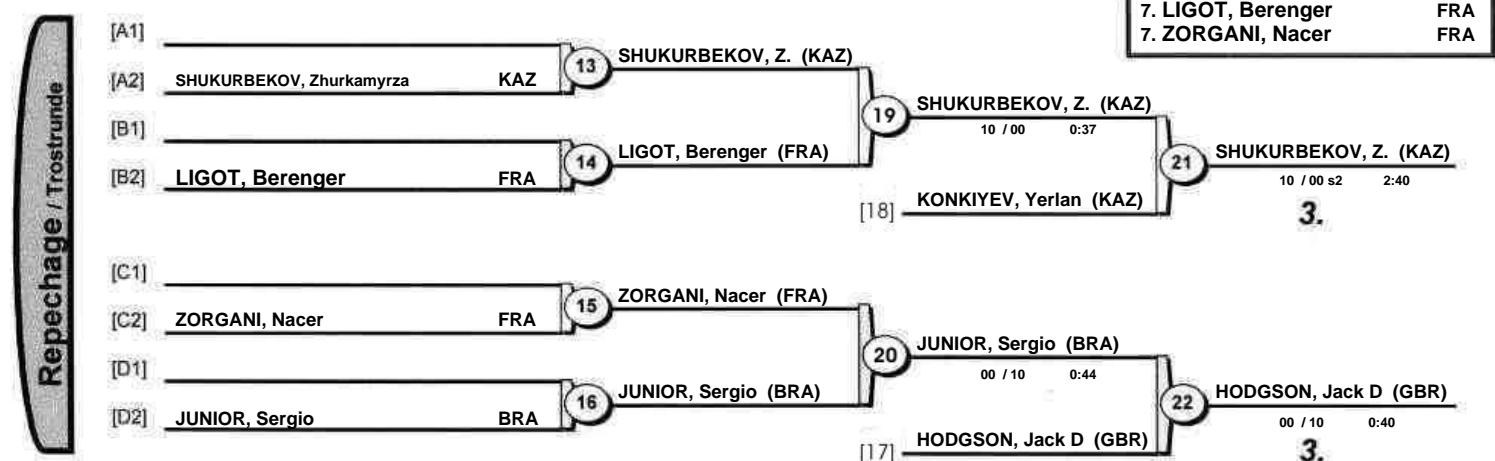 7. LIGOT, Berenger FRA
7. ZORGANI, Nacer FRA
Repechage / Trostrunde
[A1]
[A2] SHUKURBEKOV, Zhurkamyrza KAZ
13 SHUKURBEKOV, Z. (KAZ)
[B1]
[B2] LIGOT, Berenger FRA
14 LIGOT, Berenger (FRA)
19 SHUKURBEKOV, Z. (KAZ)
10 / 00 0:37
[18] KONKIYEV, Yerlan (KAZ)
21 SHUKURBEKOV, Z. (KAZ)
10 / 00 s2 2:40
3.
[C1]
[C2] ZORGANI, Nacer FRA
15 ZORGANI, Nacer (FRA)
[D1]
[D2] JUNIOR, Sergio BRA
16 JUNIOR, Sergio (BRA)
20 JUNIOR, Sergio (BRA)
00 / 10 0:44
[17] HODGSON, Jack D (GBR)
22 HODGSON, Jack D (GBR)
00 / 10 0:40
3.